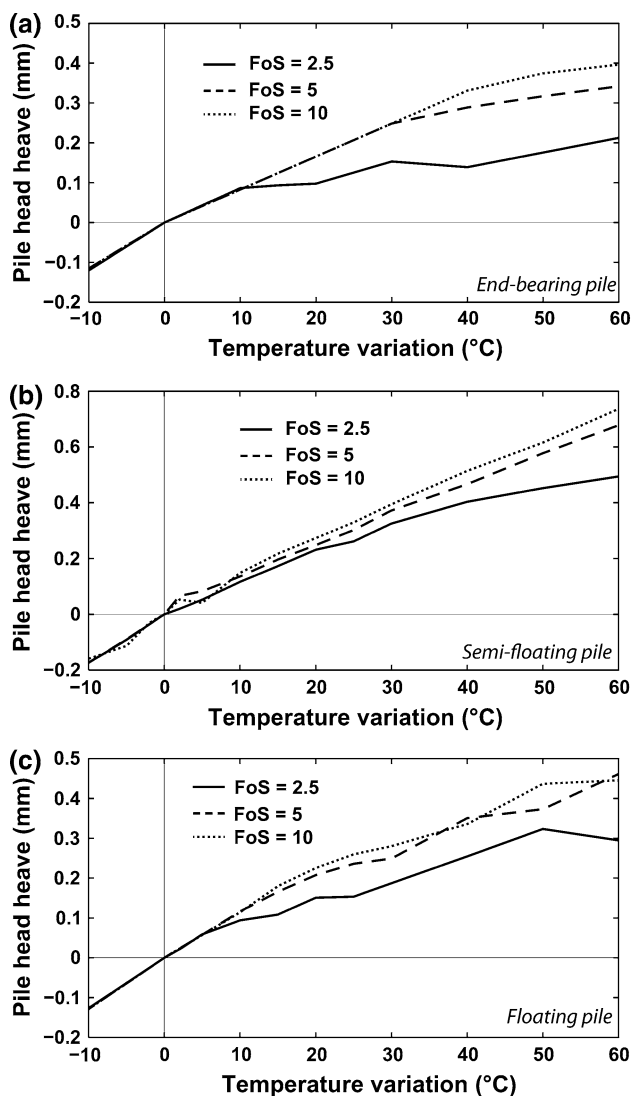 (a)
0.5
0.4
0.3
0.2
0.1
0
−0.1
−0.2
Pile head heave (mm)
FoS = 2.5
FoS = 5
FoS = 10
End-bearing pile
−10 0 10 20 30 40 50 60
Temperature variation (°C)
(b)
0.8
0.6
0.4
0.2
0
−0.2
Pile head heave (mm)
FoS = 2.5
FoS = 5
FoS = 10
Semi-floating pile
−10 0 10 20 30 40 50 60
Temperature variation (°C)
(c)
0.5
0.4
0.3
0.2
0.1
0
−0.1
−0.2
Pile head heave (mm)
FoS = 2.5
FoS = 5
FoS = 10
Floating pile
−10 0 10 20 30 40 50 60
Temperature variation (°C)